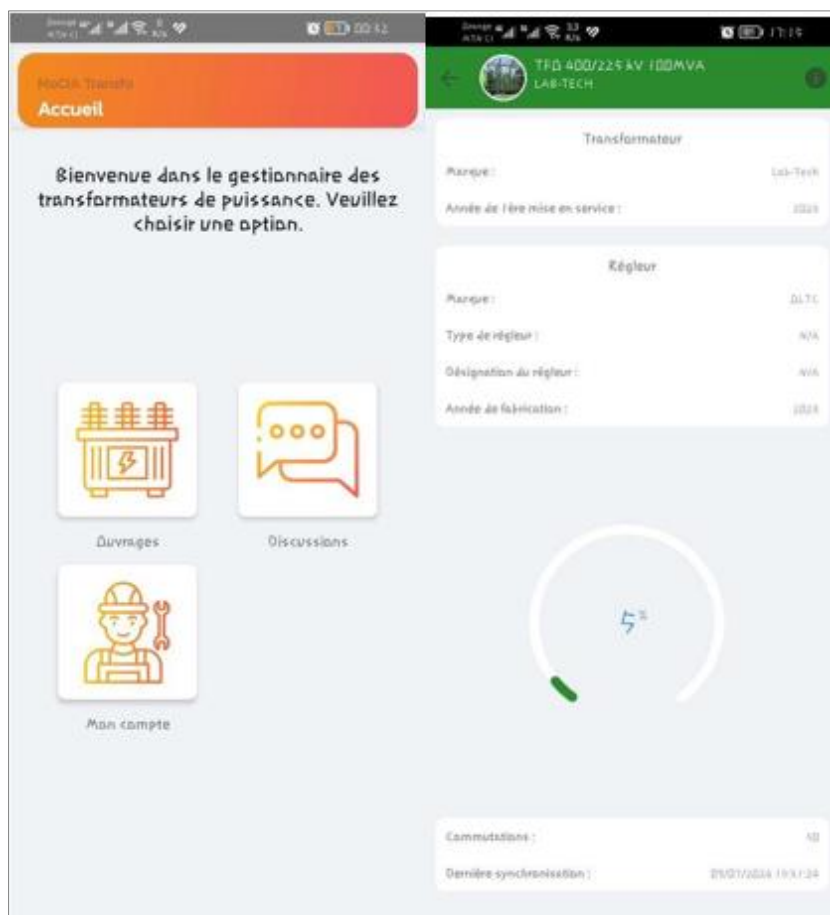 Accueil
Bienvenue dans le gestionnaire des
transformateurs de puissance. Veuillez
choisir une option.
Ouvrages
Discussions
Mon compte
17:15
TFO 400/225 kV 100MVA
LAB-TECH
Transformateur
Marque :
Lab-Tech
Année de 1ère mise en service :
Régleur
Marque :
Type de régleur :
N/A
Désignation du régleur :
N/A
Année de fabrication :
5%
Commutations :
Dernière synchronisation :